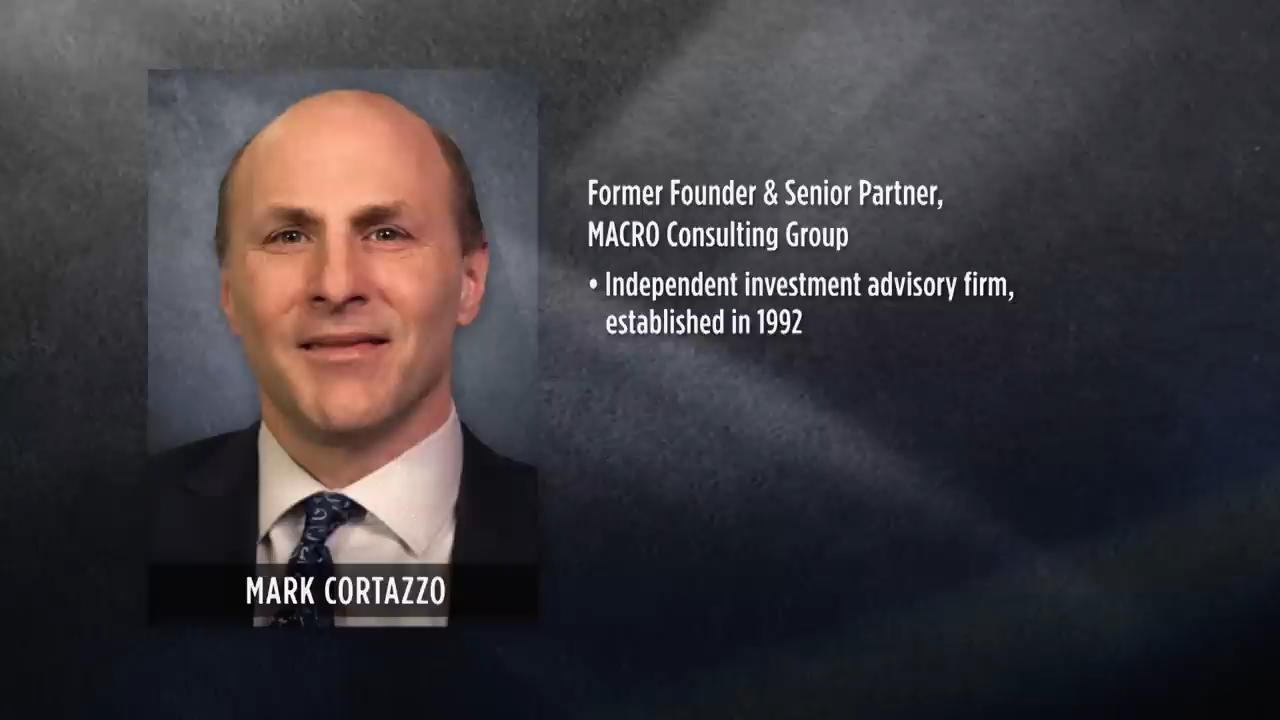 Former Founder & Senior Partner,
MACRO Consulting Group
• Independent investment advisory firm,
established in 1992
MARK CORTAZZO